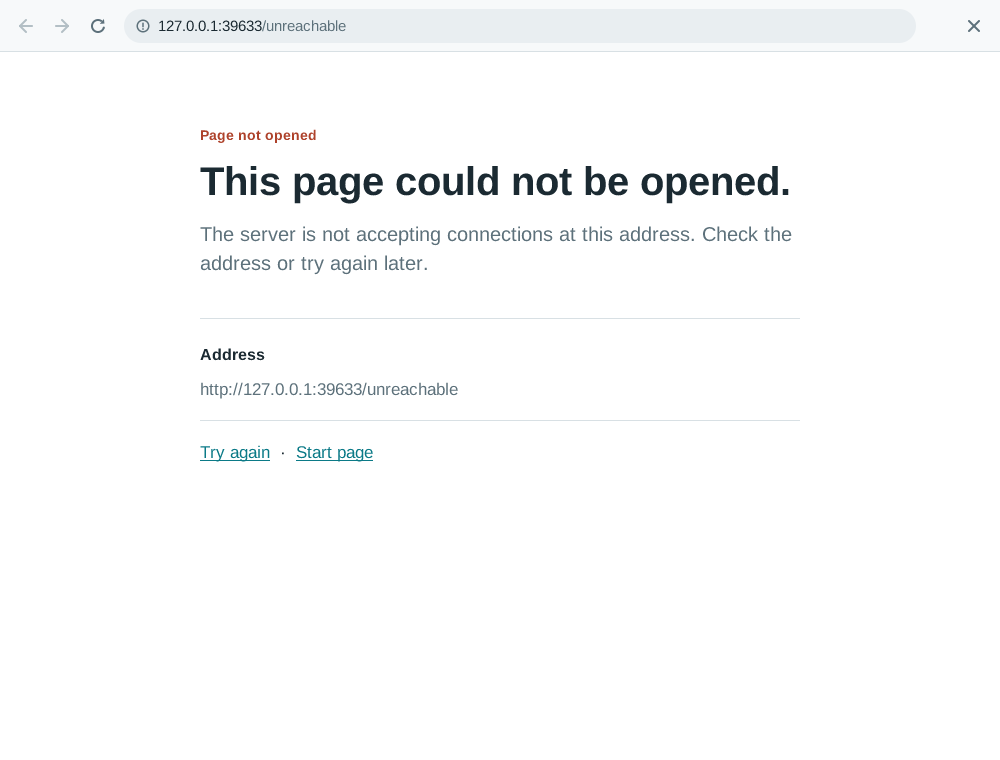 127.0.0.1:39633/unreachable
Page not opened
This page could not be opened.
The server is not accepting connections at this address. Check the
address or try again later.
Address
http://127.0.0.1:39633/unreachable
Try again · Start page